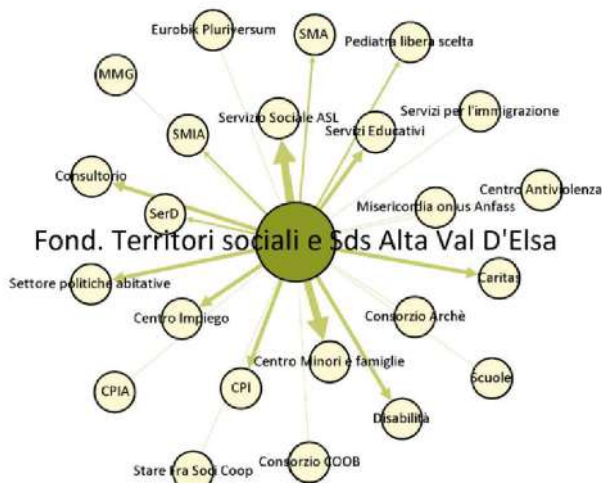 Eurobik Pluriversum
SMA
Pediatra libera scelta
MMG
Servizio Sociale ASL
Servizi Educativi
Servizi per l'immigrazione
SMIA
Consultorio
SerD
Misericordia onlus Anfass
Centro Antiviolenza
Fond. Territori sociali e Sds Alta Val D'Elsa
Settore politiche abitative
Caritas
Centro Impiego
Consorzio Archè
Centro Minori e famiglie
Scuole
CPIA
CPI
Disabilità
Stare Fra Soci Coop
Consorzio COOB